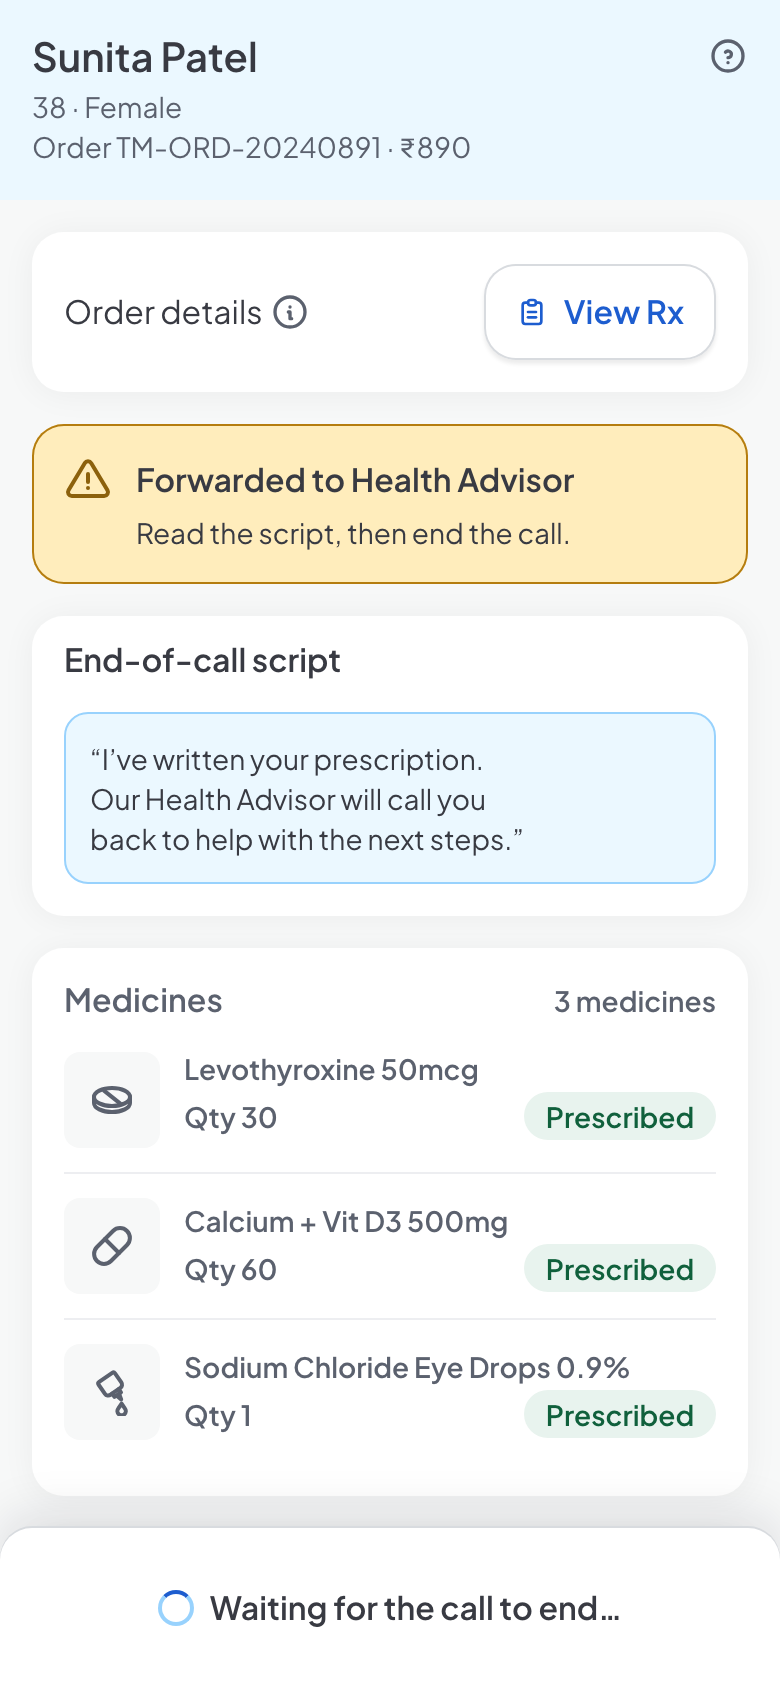 Sunita Patel
38 · Female
Order TM-ORD-20240891 · ₹890
Order details
View Rx
Forwarded to Health Advisor
Read the script, then end the call.
End-of-call script
“I’ve written your prescription.
Our Health Advisor will call you
back to help with the next steps.”
Medicines
3 medicines
Levothyroxine 50mcg
Qty 30
Prescribed
Calcium + Vit D3 500mg
Qty 60
Prescribed
Sodium Chloride Eye Drops 0.9%
Qty 1
Prescribed
Waiting for the call to end…